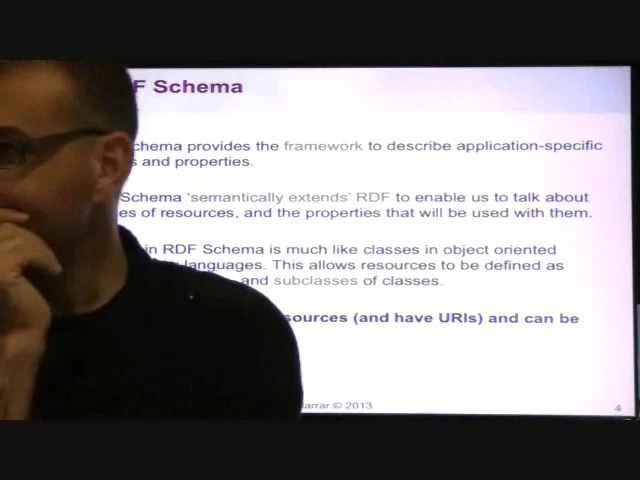 F Schema
chema provides the framework to describe application-specific
s and properties.
Schema ‘semantically extends’ RDF to enable us to talk about
es of resources, and the properties that will be used with them.
in RDF Schema is much like classes in object oriented
languages. This allows resources to be defined as
and subclasses of classes.
sources (and have URIs) and can be
arrar © 2013
4